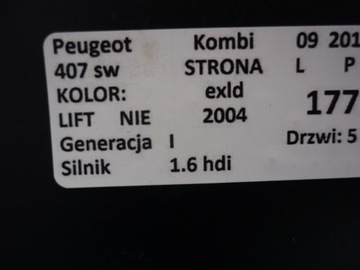 Peugeot Kombi 09 201
407 sw STRONA L P
KOLOR: exld 177
LIFT NIE 2004
Generacja I Drzwi: 5
Silnik 1.6 hdi